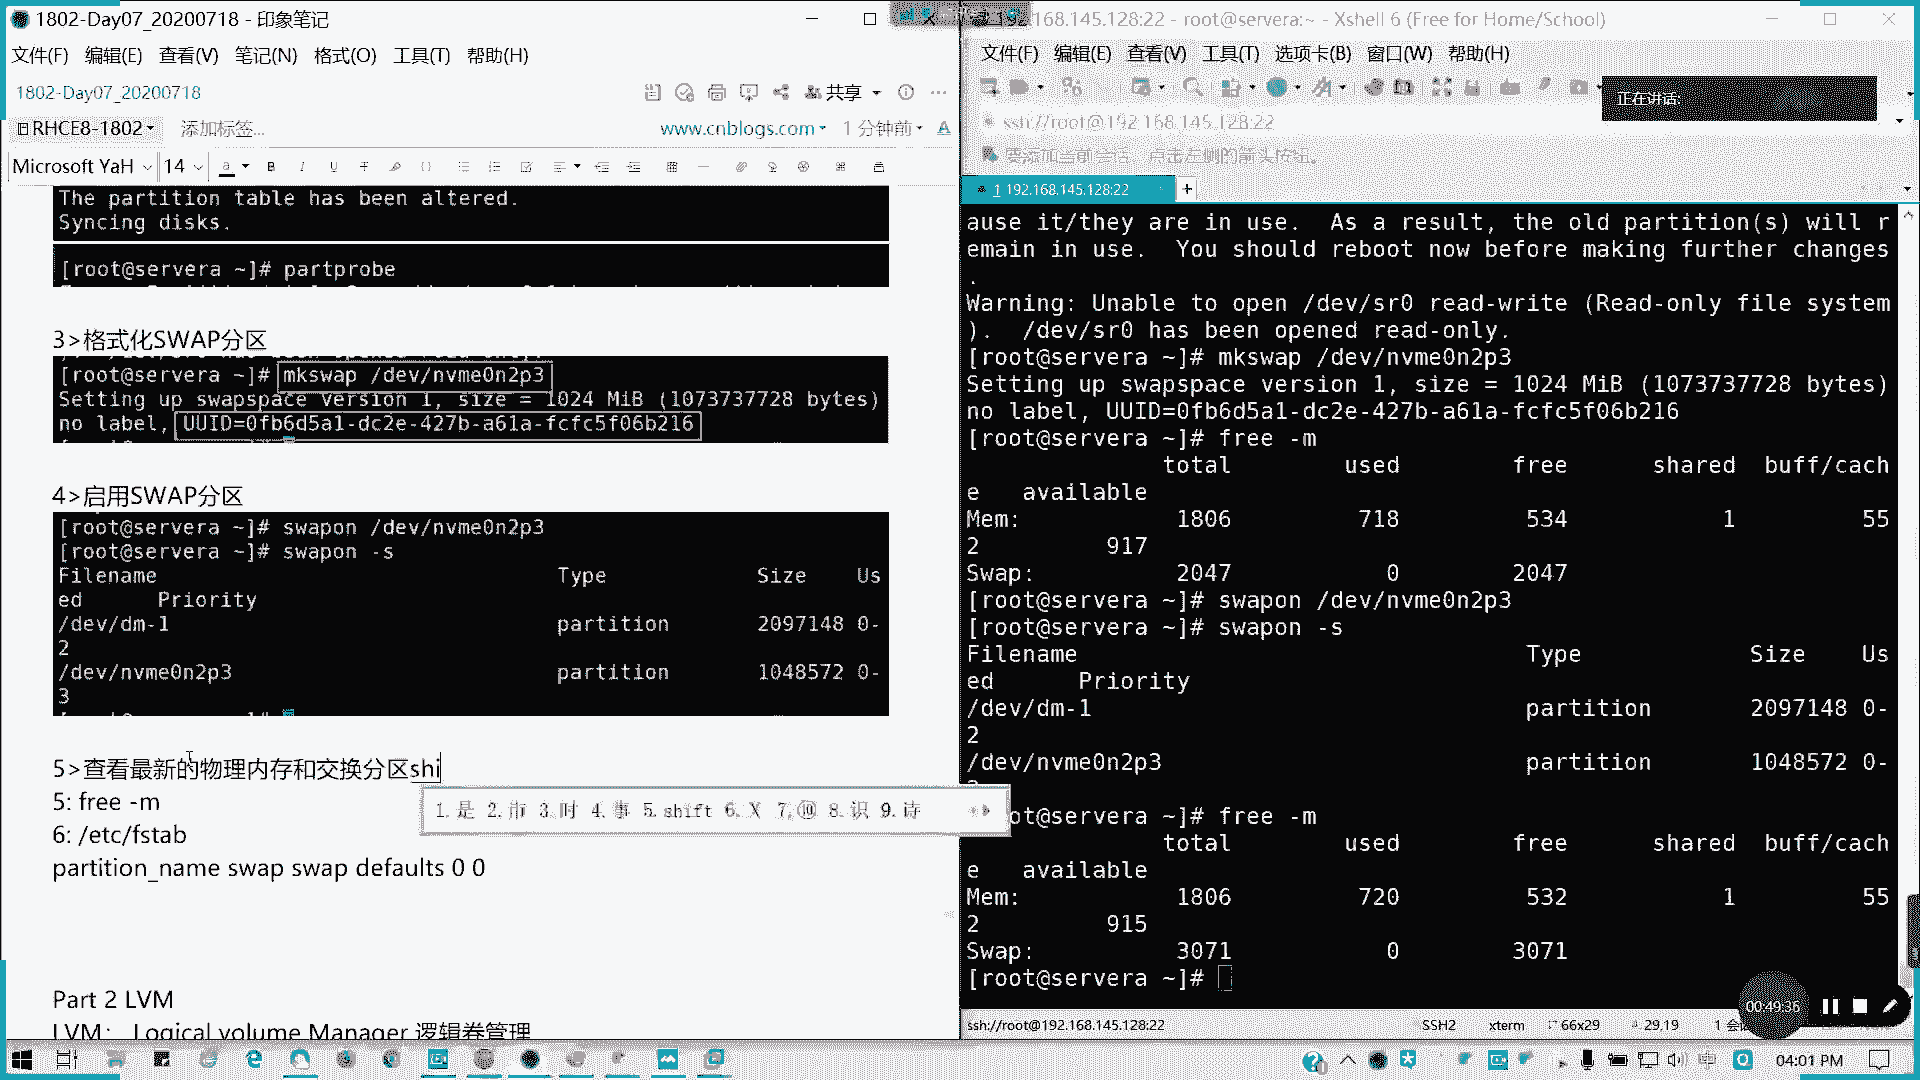 1802-Day07_20200718 - 印象笔记
文件(F) 编辑(E) 查看(V) 笔记(N) 格式(O) 工具(T) 帮助(H)
1802-Day07_20200718
共享
RHCE8-1802
添加标签...
www.cnblogs.com
1 分钟前
Microsoft YaH
14
The partition table has been altered.
Syncing disks.
[root@servera ~]# partprobe
3>格式化SWAP分区
[root@servera ~]# mkswap /dev/nvme0n2p3
Setting up swapspace version 1, size = 1024 MiB (1073737728 bytes)
no label, UUID=0fb6d5a1-dc2e-427b-a61a-fcfc5f06b216
4>启用SWAP分区
[root@servera ~]# swapon /dev/nvme0n2p3
[root@servera ~]# swapon -s
Filename Type Size Us
ed Priority
/dev/dm-1 partition 2097148 0-
2
/dev/nvme0n2p3 partition 1048572 0-
3
5>查看最新的物理内存和交换分区shi
1.是 2.市 3.时 4.事 5.shift 6.X 7. 8.识 9.诗
5: free -m
6: /etc/fstab
partition_name swap swap defaults 0 0
Part 2 LVM
LVM： Logical volume Manager 逻辑卷管理
192.168.145.128:22 - root@servera:~ - Xshell 6 (Free for Home/School)
文件(F) 编辑(E) 查看(V) 工具(T) 选项卡(B) 窗口(W) 帮助(H)
正在讲话:
ssh://root@192.168.145.128:22
要添加当前会话，点击左侧的箭头按钮。
1 192.168.145.128:22
ause it/they are in use.  As a result, the old partition(s) will r
emain in use.  You should reboot now before making further changes
.
Warning: Unable to open /dev/sr0 read-write (Read-only file system
).  /dev/sr0 has been opened read-only.
[root@servera ~]# mkswap /dev/nvme0n2p3
Setting up swapspace version 1, size = 1024 MiB (1073737728 bytes)
no label, UUID=0fb6d5a1-dc2e-427b-a61a-fcfc5f06b216
[root@servera ~]# free -m
total used free shared buff/cach
e available
Mem: 1806 718 534 1 55
2 917
Swap: 2047 0 2047
[root@servera ~]# swapon /dev/nvme0n2p3
[root@servera ~]# swapon -s
Filename Type Size Us
ed Priority
/dev/dm-1 partition 2097148 0-
2
/dev/nvme0n2p3 partition 1048572 0-
ot@servera ~]# free -m
total used free shared buff/cach
e available
Mem: 1806 720 532 1 55
2 915
Swap: 3071 0 3071
[root@servera ~]#
00:49:35
ssh://root@192.168.145.128:22 SSH2 xterm 66x29 29,19 1 会
04:01 PM